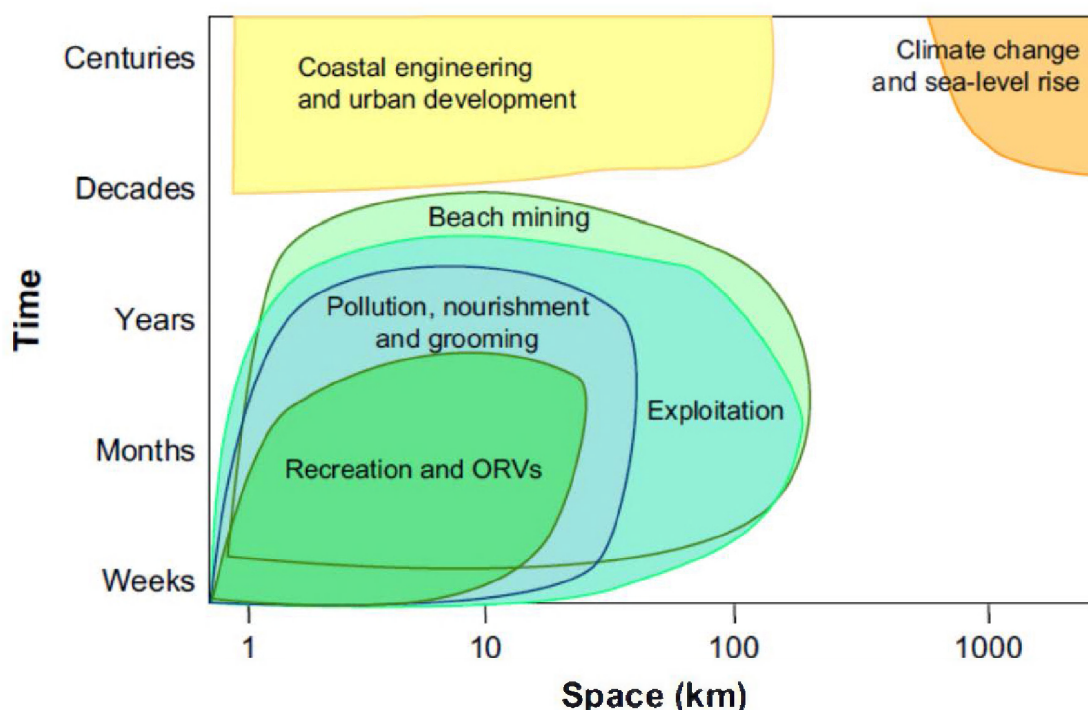 Centuries
Coastal engineering
and urban development
Climate change
and sea-level rise
Decades
Beach mining
Time
Years
Pollution, nourishment
and grooming
Exploitation
Months
Recreation and ORVs
Weeks
1 10 100 1000
Space (km)